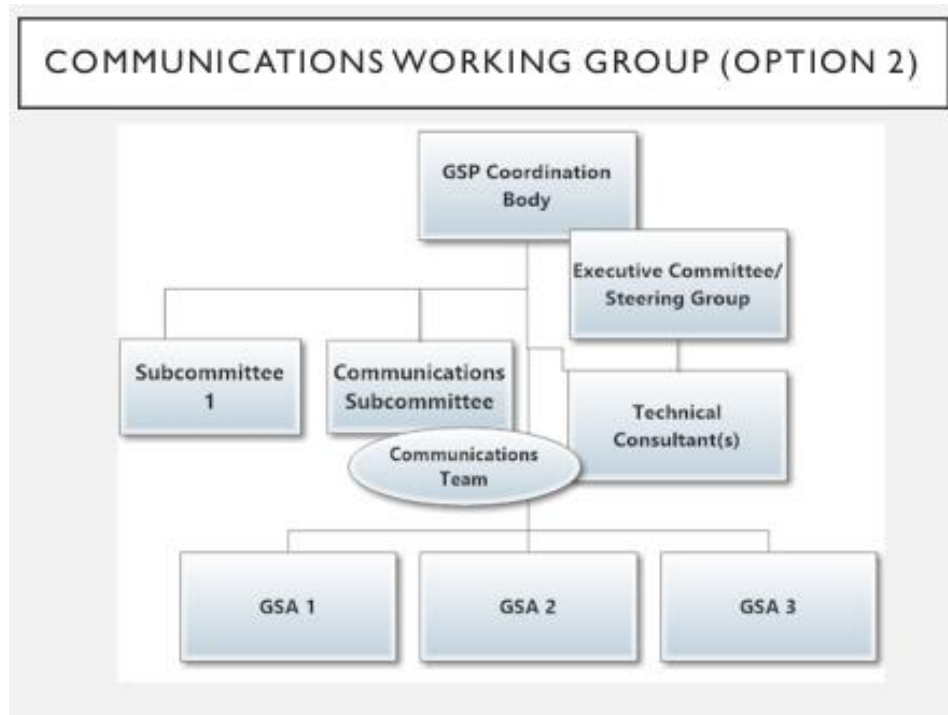 COMMUNICATIONS WORKING GROUP (OPTION 2)
GSP Coordination
Body
Executive Committee/
Steering Group
Subcommittee
1
Communications
Subcommittee
Technical
Consultant(s)
Communications
Team
GSA 1
GSA 2
GSA 3